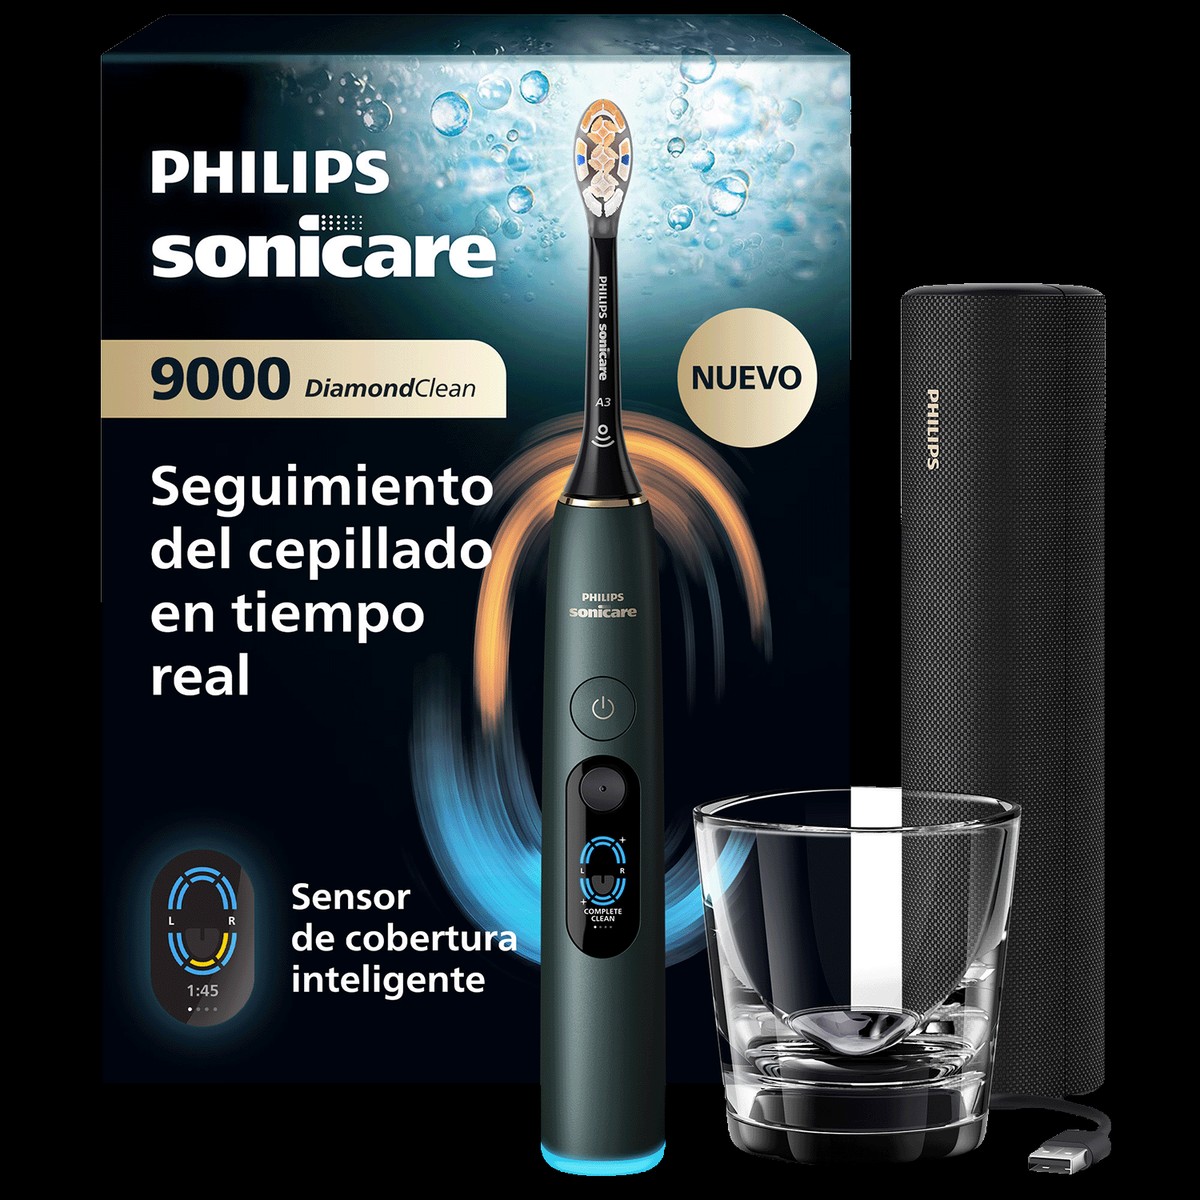 PHILIPS
sonicare
9000 DiamondClean
NUEVO
Seguimiento
del cepillado
en tiempo
real
L R
1:45
Sensor
de cobertura
inteligente
PHILIPS sonicare
A3
PHILIPS
sonicare
L R
COMPLETE
CLEAN
PHILIPS